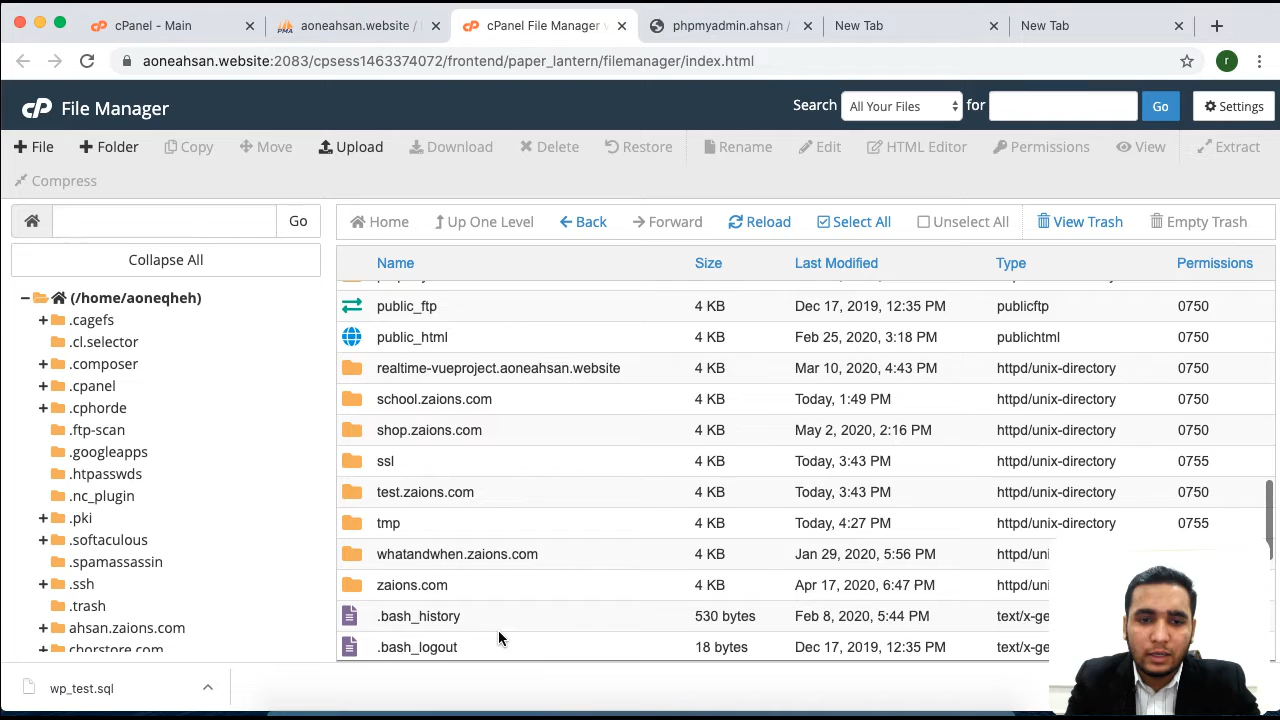 cPanel - Main
aoneahsan.website /
cPanel File Manager
phpmyadmin.ahsan
New Tab
New Tab
aoneahsan.website:2083/cpsess1463374072/frontend/paper_lantern/filemanager/index.html
r
cP File Manager
Search All Your Files for Go Settings
File Folder Copy Move Upload Download Delete Restore Rename Edit HTML Editor Permissions View Extract
Compress
Go
Home Up One Level Back Forward Reload Select All Unselect All View Trash Empty Trash
Collapse All
Name Size Last Modified Type Permissions
(/home/aoneqheh)
.cagefs
.cl.selector
.composer
.cpanel
.cphorde
.ftp-scan
.googleapps
.htpasswds
.nc_plugin
.pki
.softaculous
.spamassassin
.ssh
.trash
ahsan.zaions.com
chorstore.com
public_ftp 4 KB Dec 17, 2019, 12:35 PM publicftp 0750
public_html 4 KB Feb 25, 2020, 3:18 PM publichtml 0750
realtime-vueproject.aoneahsan.website 4 KB Mar 10, 2020, 4:43 PM httpd/unix-directory 0750
school.zaions.com 4 KB Today, 1:49 PM httpd/unix-directory 0750
shop.zaions.com 4 KB May 2, 2020, 2:16 PM httpd/unix-directory 0750
ssl 4 KB Today, 3:43 PM httpd/unix-directory 0755
test.zaions.com 4 KB Today, 3:43 PM httpd/unix-directory 0750
tmp 4 KB Today, 4:27 PM httpd/unix-directory 0755
whatandwhen.zaions.com 4 KB Jan 29, 2020, 5:56 PM httpd/uni
zaions.com 4 KB Apr 17, 2020, 6:47 PM httpd/uni
.bash_history 530 bytes Feb 8, 2020, 5:44 PM text/x-ge
.bash_logout 18 bytes Dec 17, 2019, 12:35 PM text/x-ge
wp_test.sql